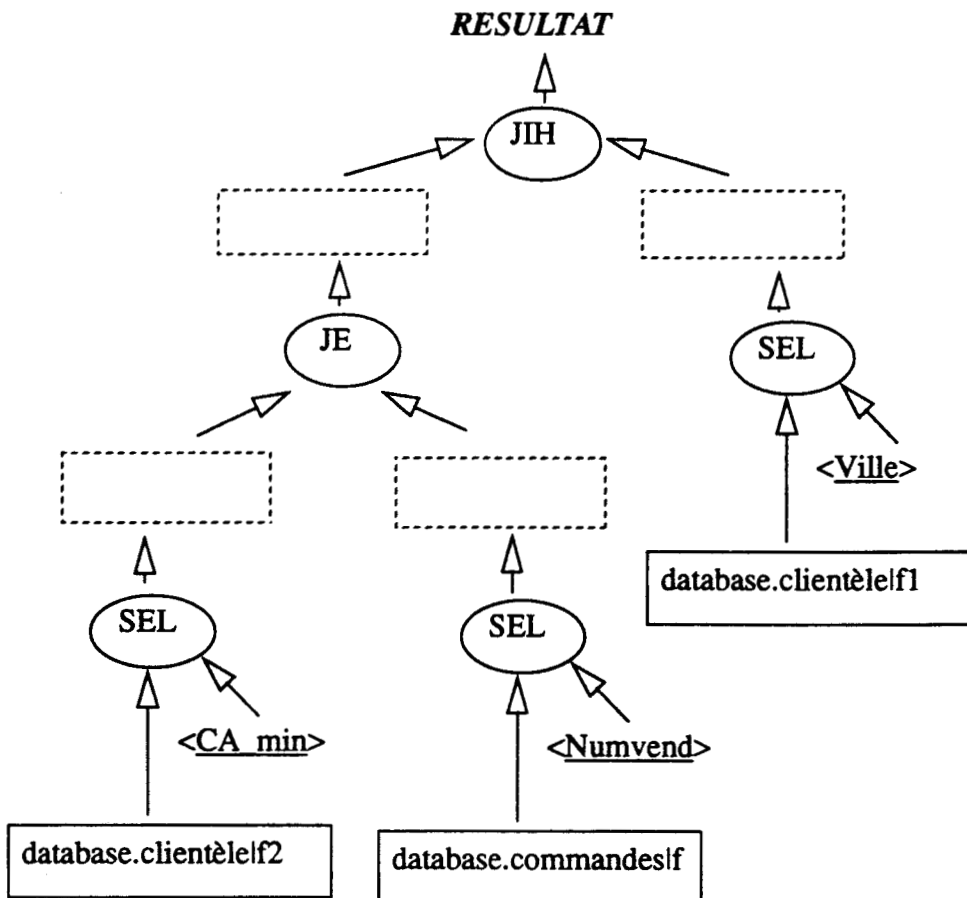 RESULTAT
JIH
JE
SEL
<Ville>
database.clientèle|f1
SEL
SEL
<CA_min>
<Numvend>
database.clientèle|f2
database.commandes|f